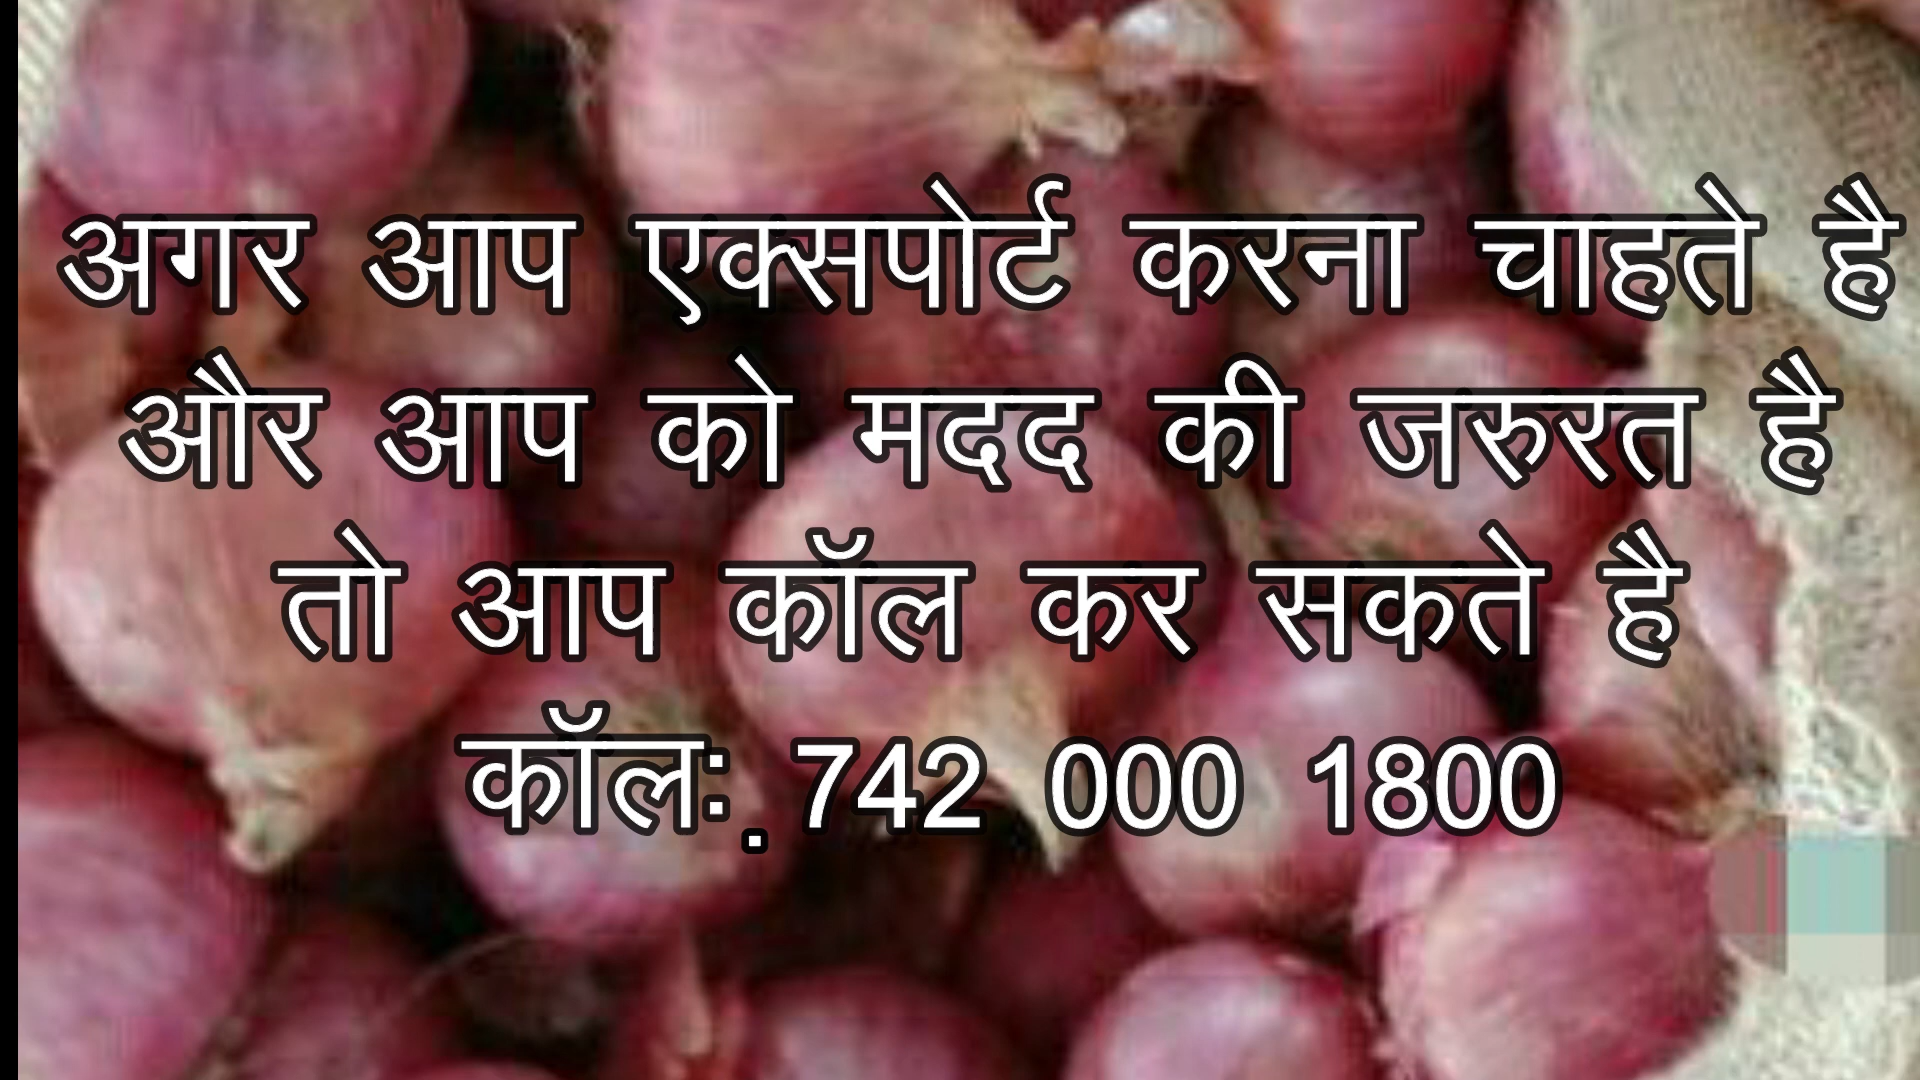 अगर आप एक्सपोर्ट करना चाहते है
और आप को मदद की जरुरत है
तो आप कॉल कर सकते है
कॉलः. 742 000 1800